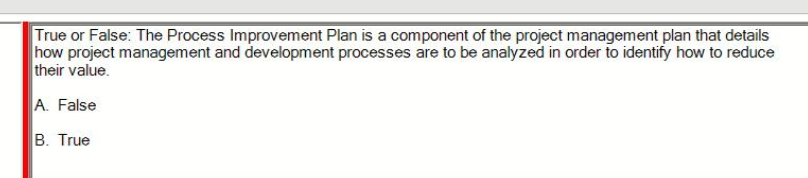 True or False: The Process Improvement Plan is a component of the project management plan that details
how project management and development processes are to be analyzed in order to identify how to reduce
their value.
A. False
B. True